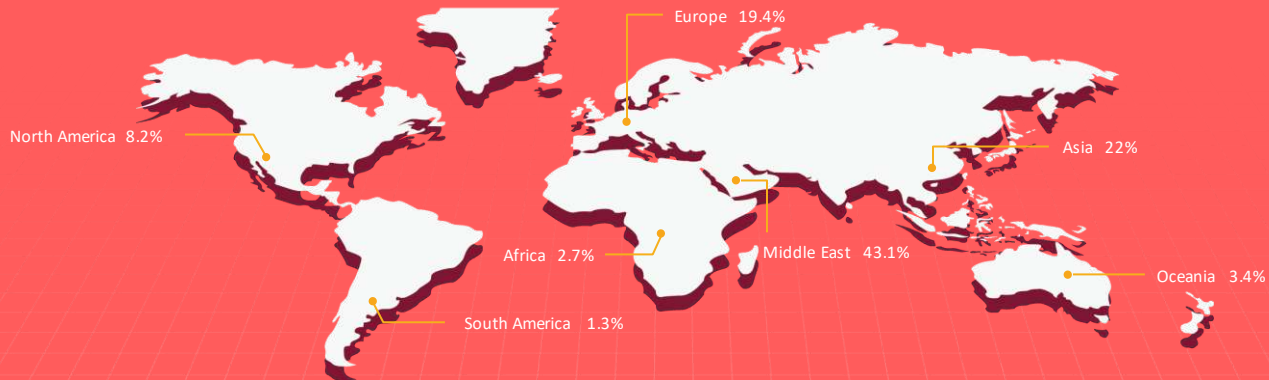 Europe 19.4%
North America 8.2%
Asia 22%
Africa 2.7%
Middle East 43.1%
Oceania 3.4%
South America 1.3%